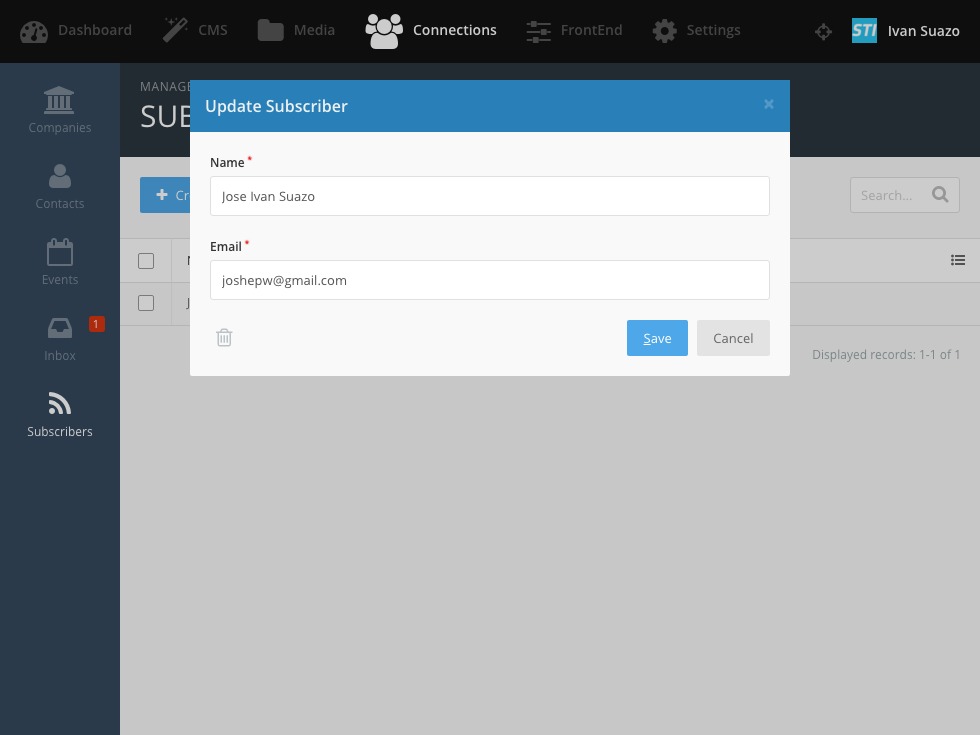 Dashboard CMS Media Connections FrontEnd Settings STI Ivan Suazo
MANAGE
SUB
Companies
Contacts
Events
Inbox 1
Subscribers
Update Subscriber ×
Name *
Jose Ivan Suazo
Email *
joshepw@gmail.com
Save Cancel
+ Cr
Search...
Displayed records: 1-1 of 1